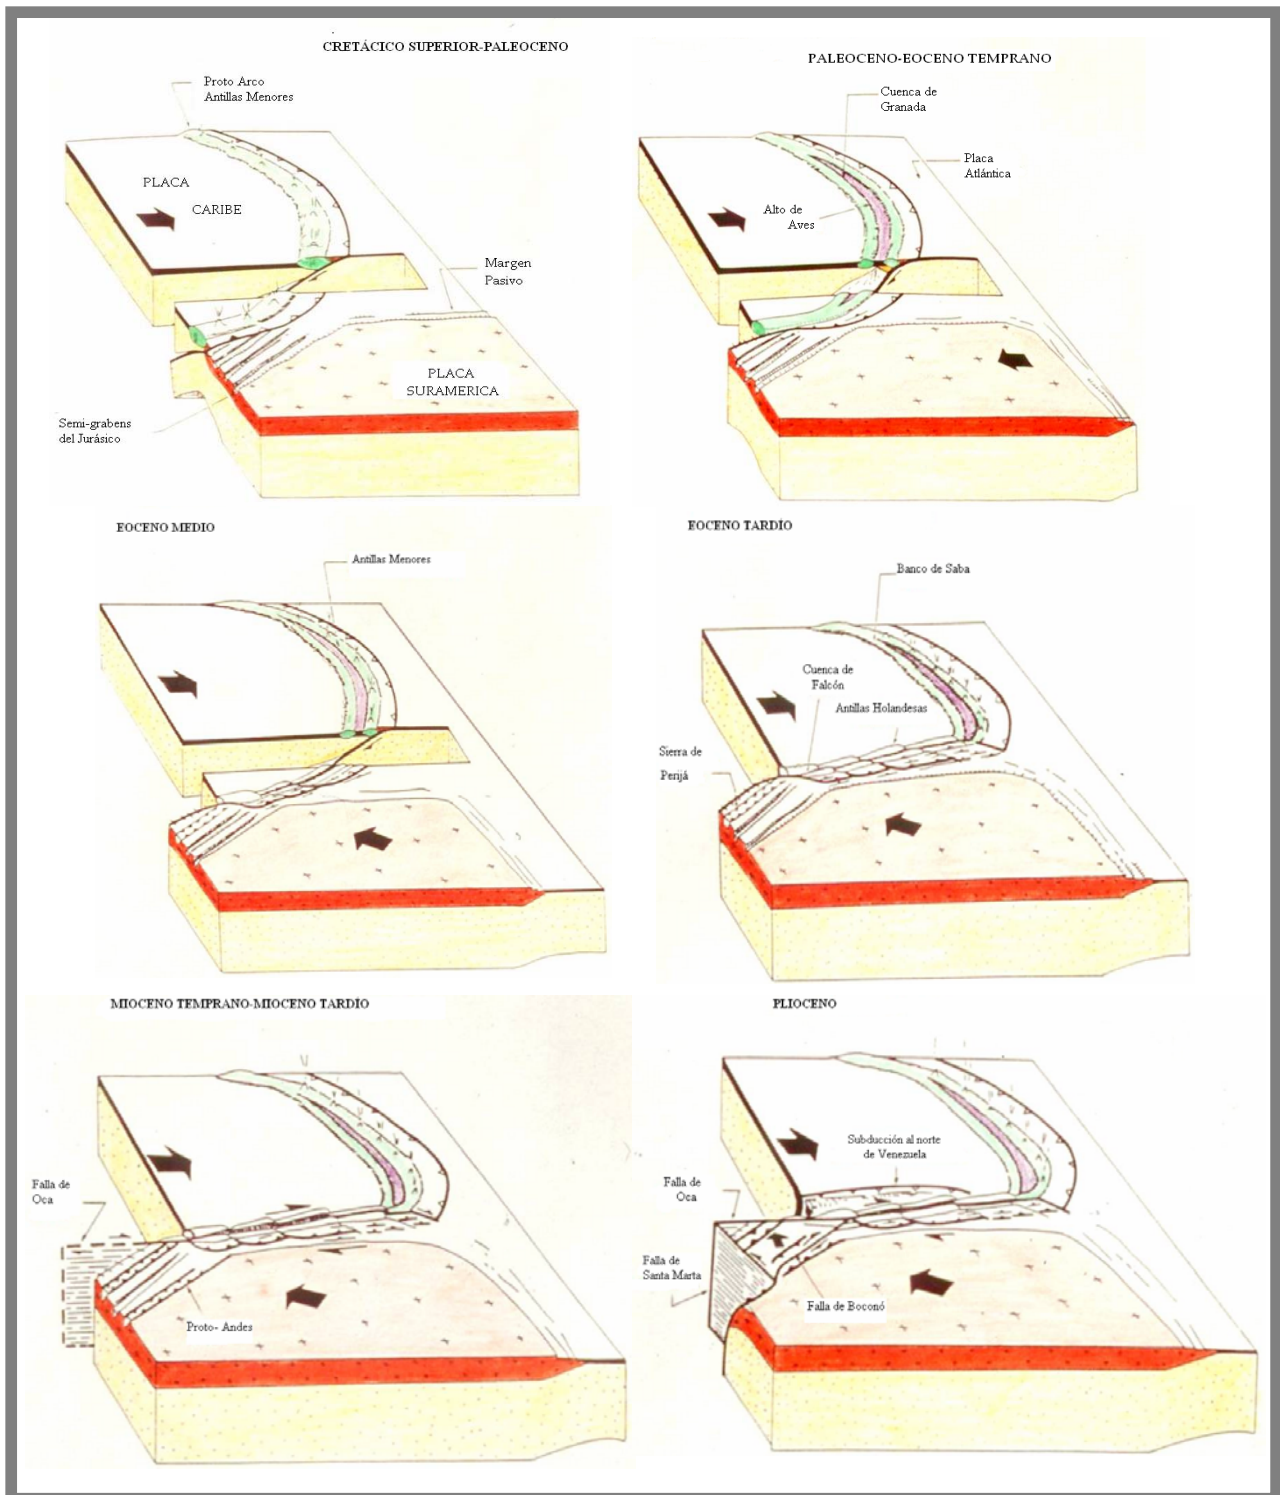 CRETÁCICO SUPERIOR-PALEOCENO
Proto Arco
Antillas Menores
PLACA
CARIBE
Margen
Pasivo
PLACA
SURAMERICA
Semi-grabens
del Jurásico
PALEOCENO-EOCENO TEMPRANO
Cuenca de
Granada
Placa
Atlántica
Alto de
Aves
EOCENO MEDIO
Antillas Menores
EOCENO TARDÍO
Banco de Saba
Cuenca de
Falcón
Antillas Holandesas
Sierra de
Perijá
MIOCENO TEMPRANO-MIOCENO TARDÍO
Falla de
Oca
Proto- Andes
PLIOCENO
Subducción al norte
de Venezuela
Falla de
Oca
Falla de
Santa Marta
Falla de Boconó